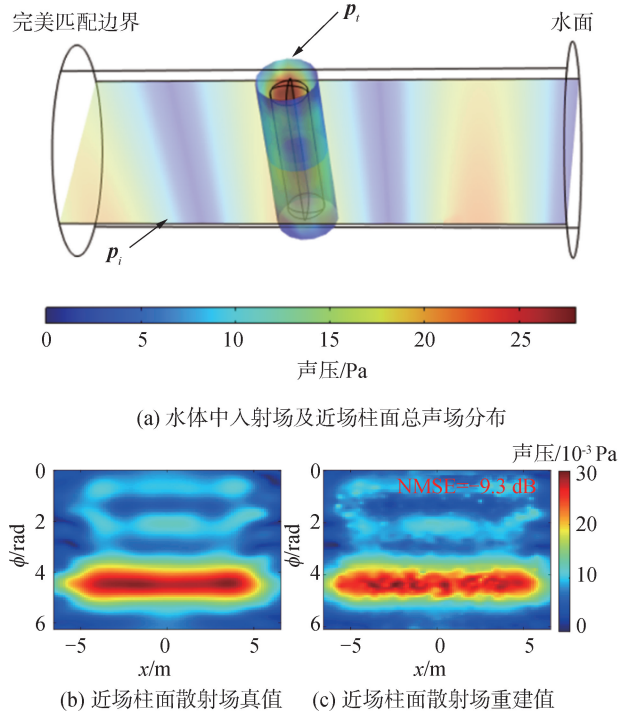 完美匹配边界
pt
水面
pi
0 5 10 15 20 25
声压/Pa
(a) 水体中入射场及近场柱面总声场分布
声压/10-3 Pa
0
2
4
6
ϕ/rad
−5 0 5
x/m
(b) 近场柱面散射场真值
NMSE=−9.3 dB
0
2
4
6
ϕ/rad
−5 0 5
x/m
(c) 近场柱面散射场重建值
30
20
10
0